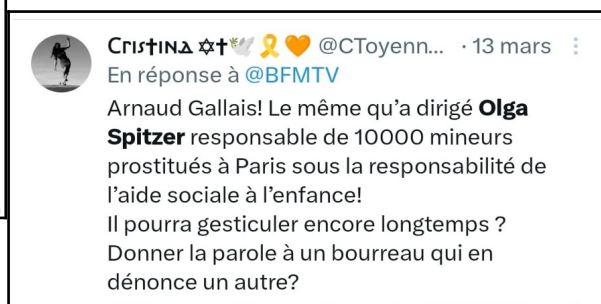 Cristina ✡✝🕊️🎗️🧡 @CToyenn... · 13 mars
En réponse à @BFMTV
Arnaud Gallais! Le même qu’a dirigé Olga
Spitzer responsable de 10000 mineurs
prostitués à Paris sous la responsabilité de
l’aide sociale à l’enfance!
Il pourra gesticuler encore longtemps ?
Donner la parole à un bourreau qui en
dénonce un autre?